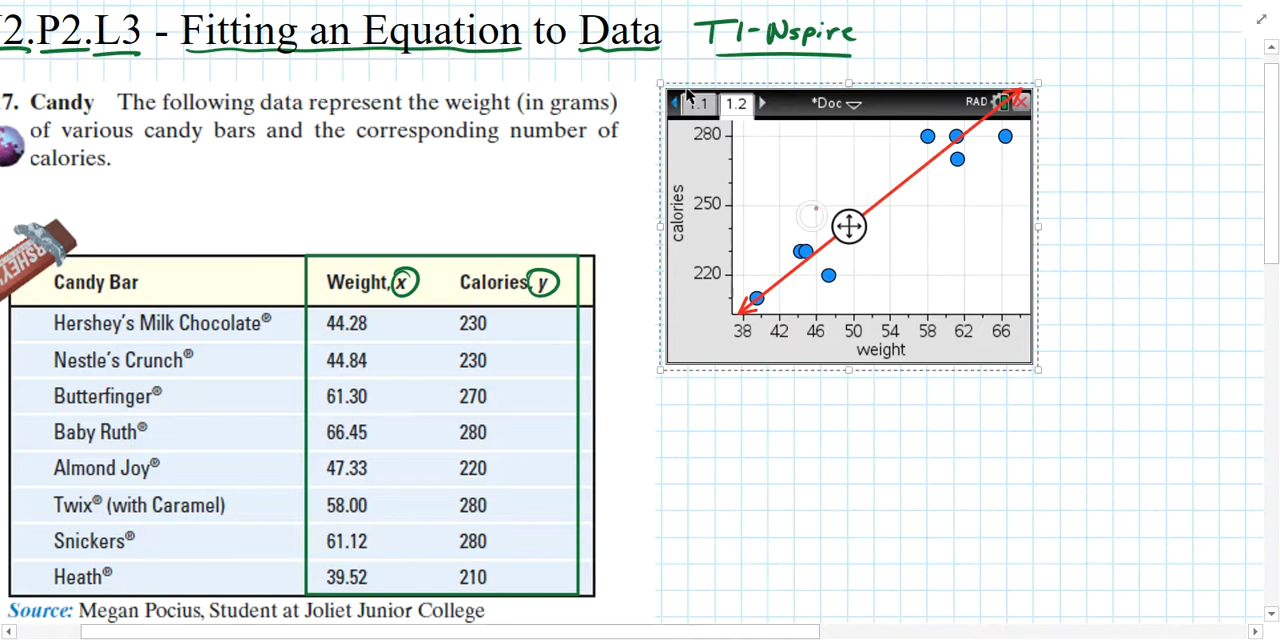 2.P2.L3 - Fitting an Equation to Data TI-Nspire
7. Candy The following data represent the weight (in grams)
of various candy bars and the corresponding number of
calories.
Candy Bar Weight, x Calories, y
Hershey's Milk Chocolate® 44.28 230
Nestle's Crunch® 44.84 230
Butterfinger® 61.30 270
Baby Ruth® 66.45 280
Almond Joy® 47.33 220
Twix® (with Caramel) 58.00 280
Snickers® 61.12 280
Heath® 39.52 210
Source: Megan Pocius, Student at Joliet Junior College
1.1 1.2 *Doc RAD
280
250
220
calories
38 42 46 50 54 58 62 66
weight